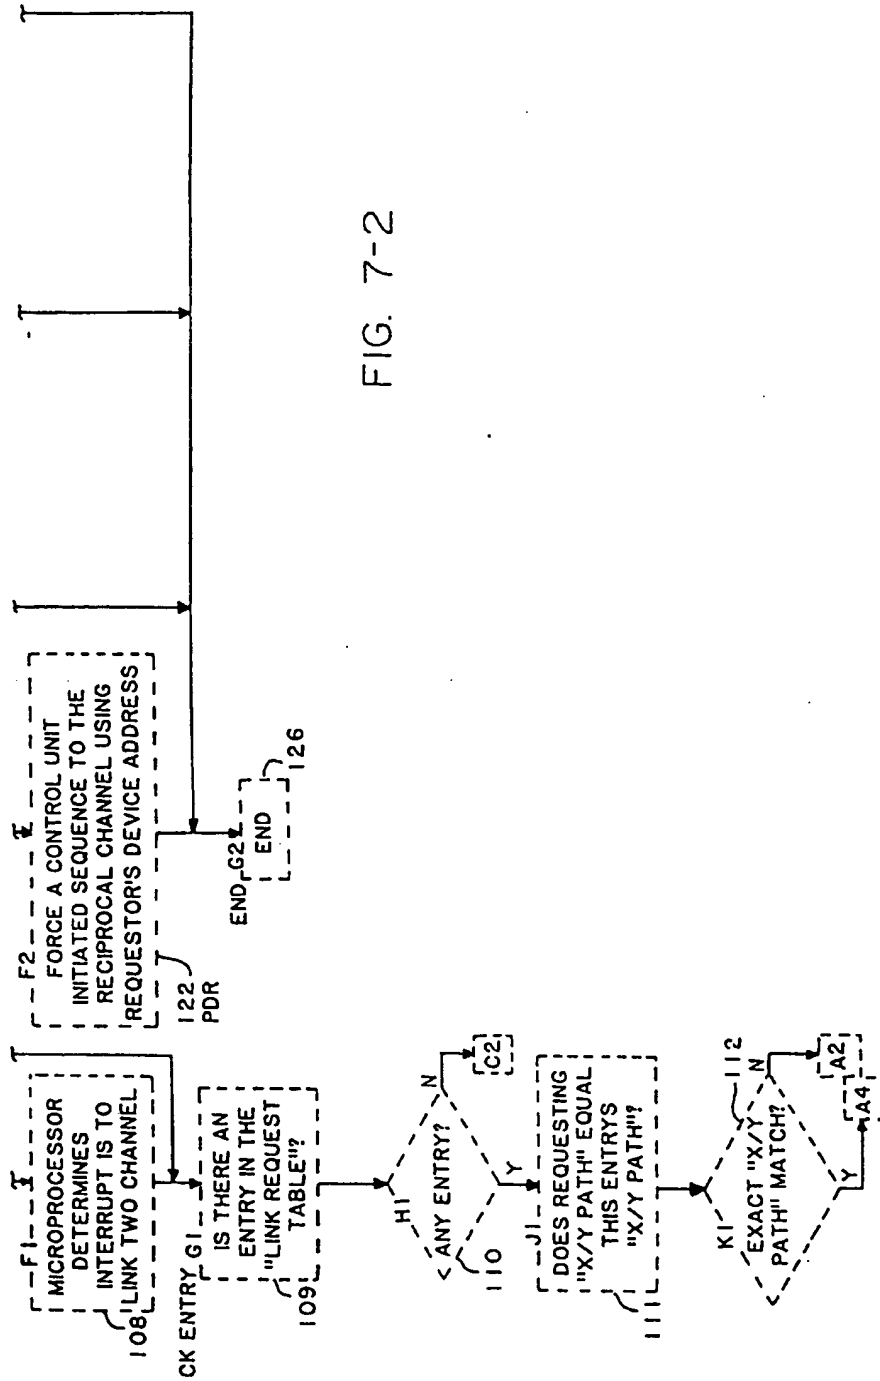 F1
MICROPROCESSOR
DETERMINES
INTERRUPT IS TO
LINK TWO CHANNEL
108
CK ENTRY G1
IS THERE AN
ENTRY IN THE
"LINK REQUEST
TABLE"?
109
H1
ANY ENTRY?
110
N
C2
Y
J1
DOES REQUESTING
"X/Y PATH" EQUAL
THIS ENTRYS
"X/Y PATH"?
111
K1
EXACT "X/Y
PATH" MATCH?
112
N
A2
Y
A4
F2
FORCE A CONTROL UNIT
INITIATED SEQUENCE TO THE
RECIPROCAL CHANNEL USING
REQUESTOR'S DEVICE ADDRESS
122
PDR
END G2
END
126
FIG. 7-2